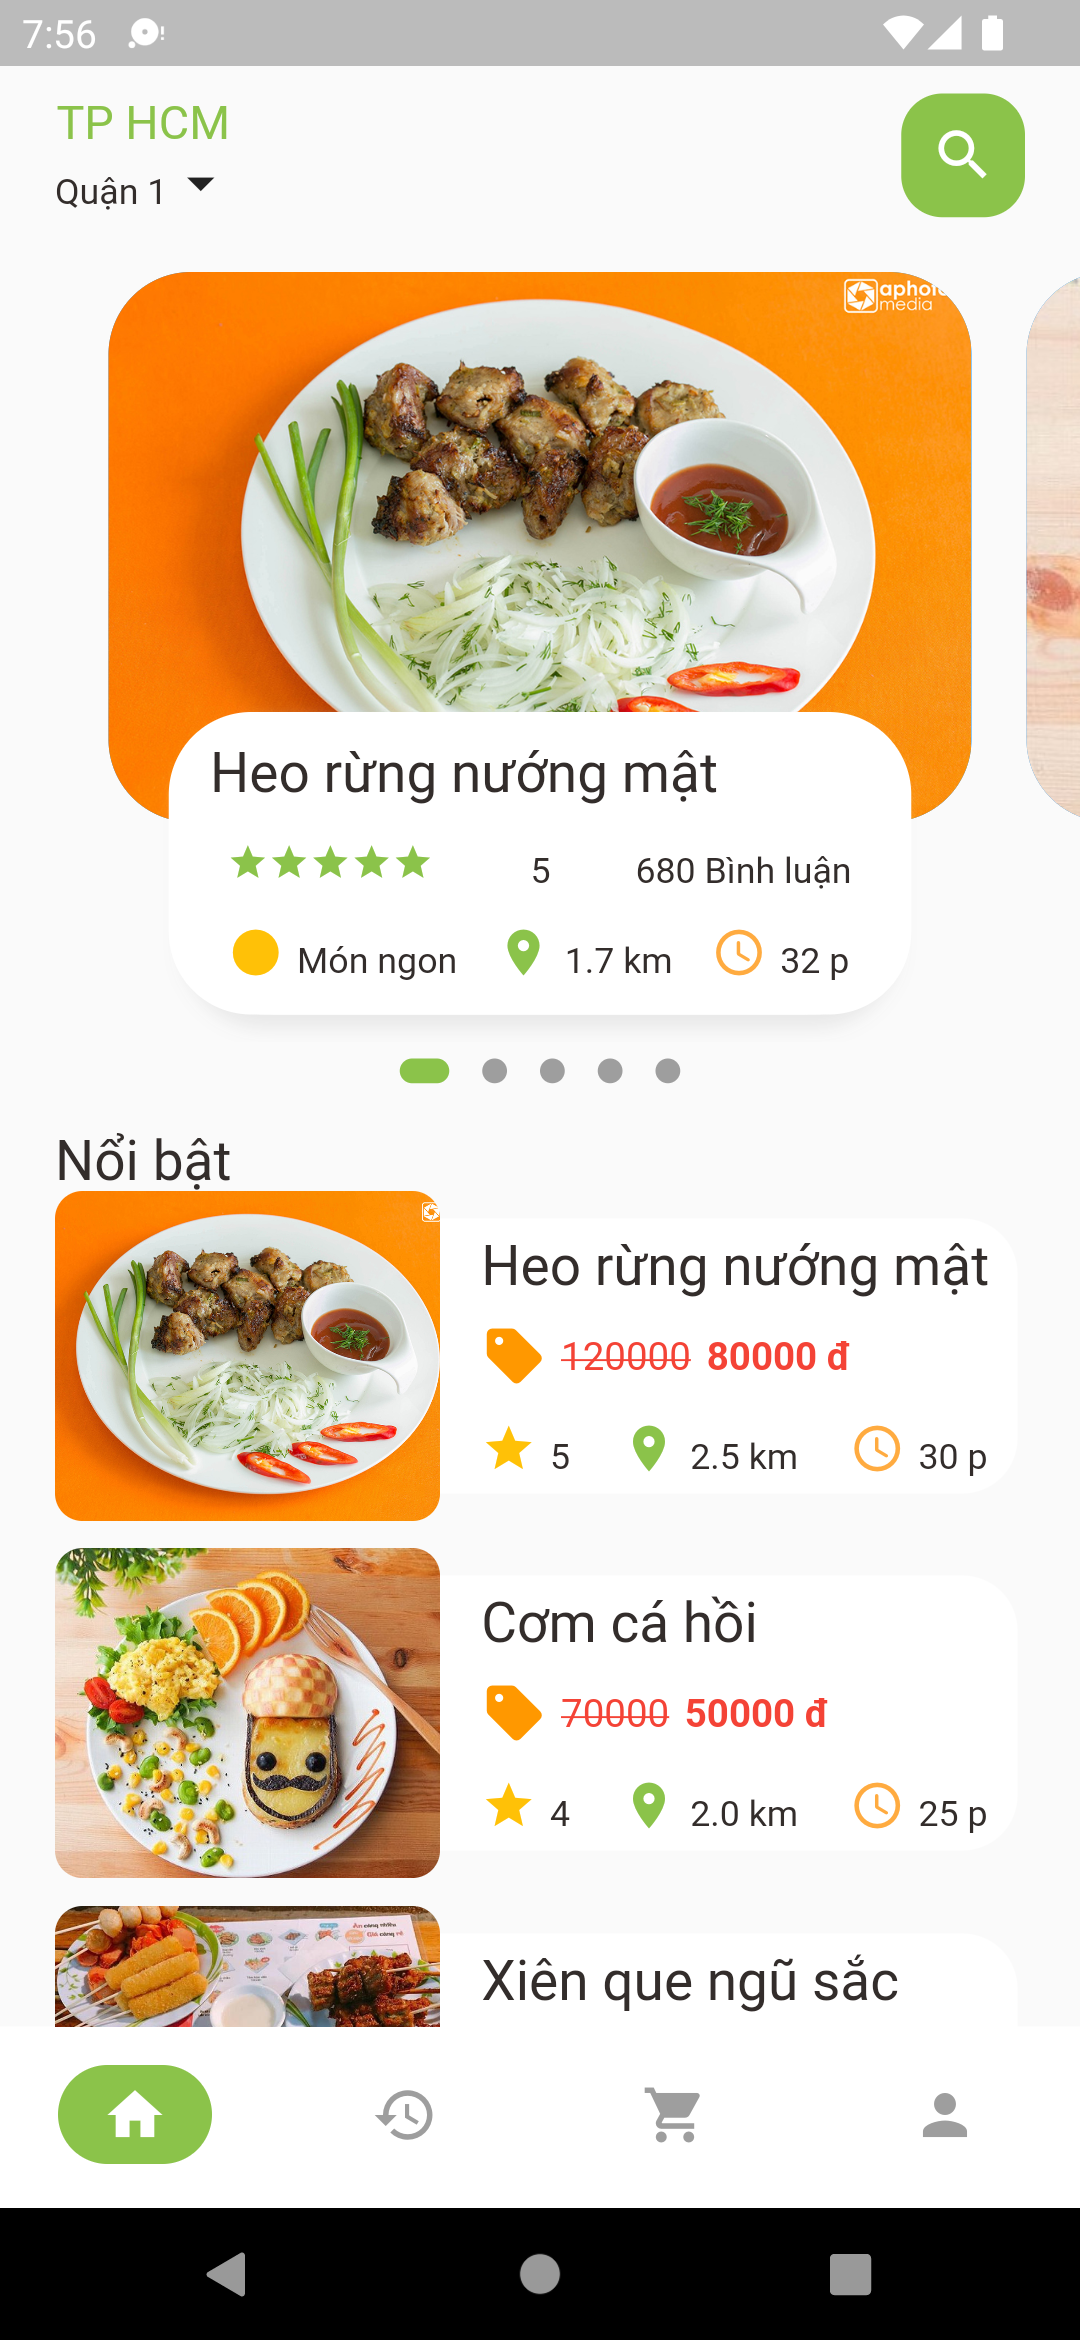 7:56
TP HCM
Quận 1
media
Heo rừng nướng mật
5 680 Bình luận
Món ngon 1.7 km 32 p
Nổi bật
Heo rừng nướng mật
120000 80000 đ
5 2.5 km 30 p
Cơm cá hồi
70000 50000 đ
4 2.0 km 25 p
Xiên que ngũ sắc